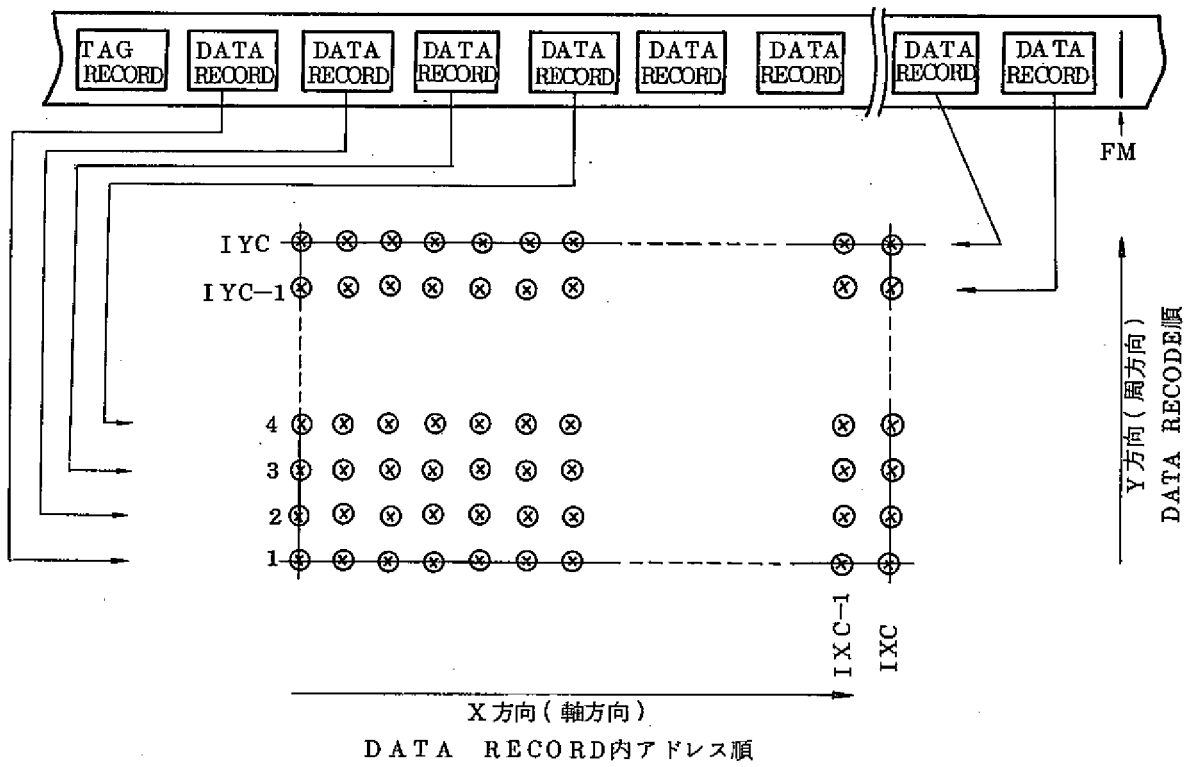 TAG RECORD
DATA RECORD
DATA RECORD
DATA RECORD
DATA RECORD
DATA RECORD
DATA RECORD
DATA RECORD
DATA RECORD
FM
IYC
IYC-1
4
3
2
1
IXC-1
IXC
Y方向(周方向)
DATA RECODE順
X方向(軸方向)
DATA RECORD内アドレス順